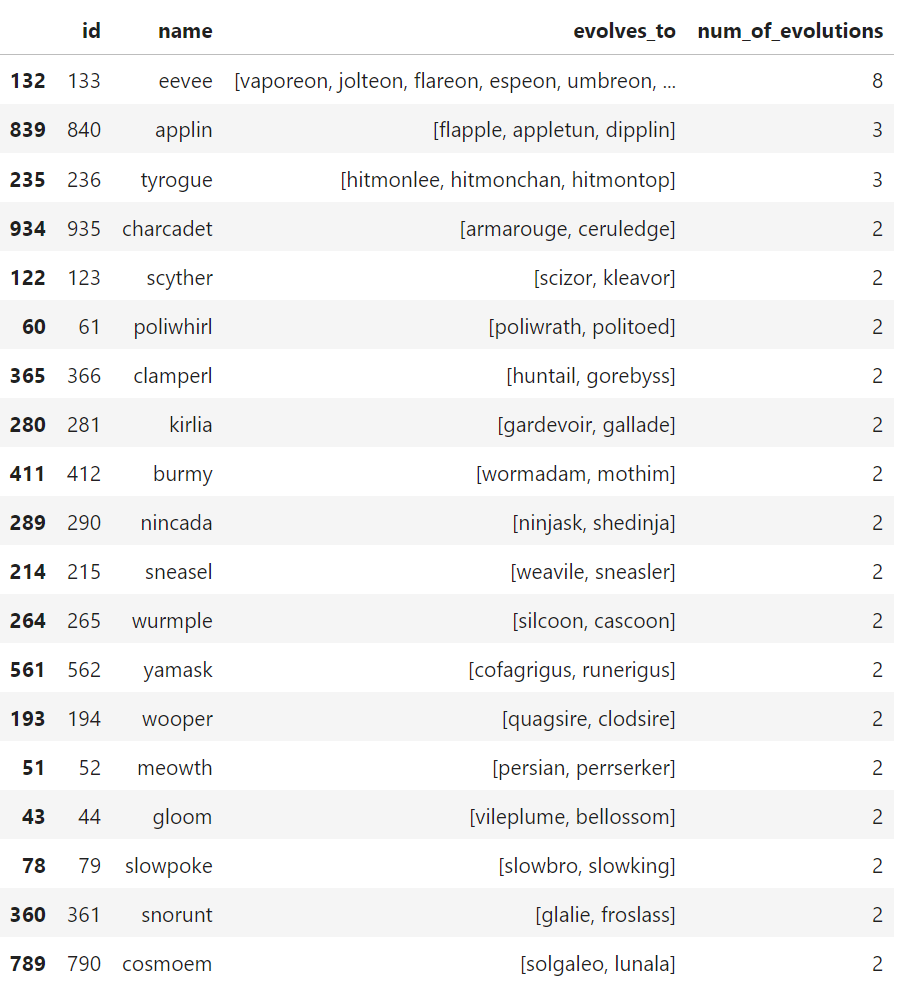 id name evolves_to num_of_evolutions
132 133 eevee [vaporeon, jolteon, flareon, espeon, umbreon, ... 8
839 840 applin [flapple, appletun, dipplin] 3
235 236 tyrogue [hitmonlee, hitmonchan, hitmontop] 3
934 935 charcadet [armarouge, ceruledge] 2
122 123 scyther [scizor, kleavor] 2
60 61 poliwhirl [poliwrath, politoed] 2
365 366 clamperl [huntail, gorebyss] 2
280 281 kirlia [gardevoir, gallade] 2
411 412 burmy [wormadam, mothim] 2
289 290 nincada [ninjask, shedinja] 2
214 215 sneasel [weavile, sneasler] 2
264 265 wurmple [silcoon, cascoon] 2
561 562 yamask [cofagrigus, runerigus] 2
193 194 wooper [quagsire, clodsire] 2
51 52 meowth [persian, perrserker] 2
43 44 gloom [vileplume, bellossom] 2
78 79 slowpoke [slowbro, slowking] 2
360 361 snorunt [glalie, froslass] 2
789 790 cosmoem [solgaleo, lunala] 2